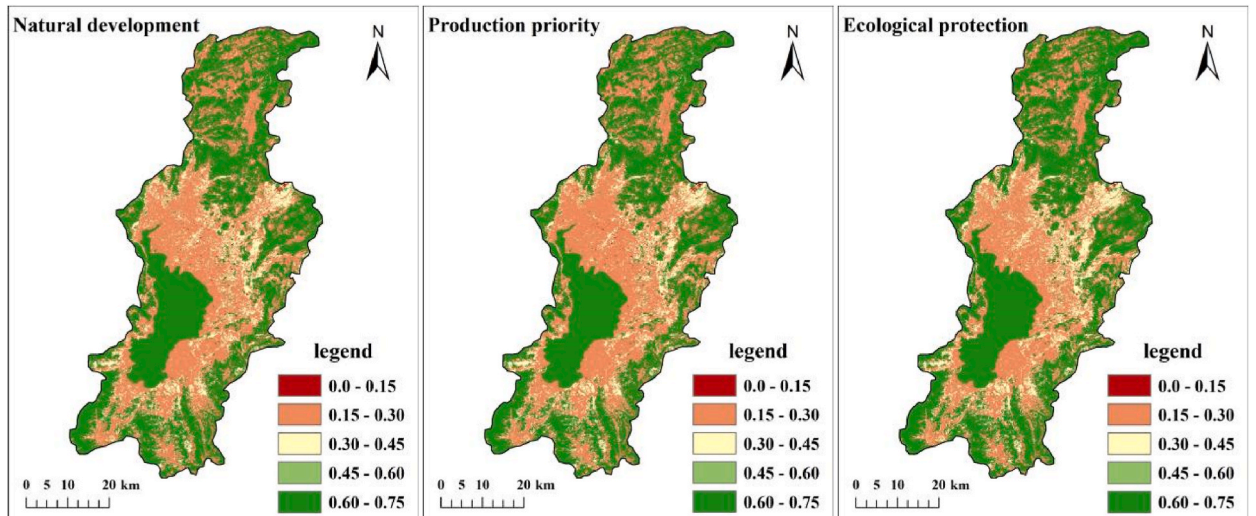 Natural development
N
legend
0.0 - 0.15
0.15 - 0.30
0.30 - 0.45
0.45 - 0.60
0.60 - 0.75
0 5 10 20 km
Production priority
N
legend
0.0 - 0.15
0.15 - 0.30
0.30 - 0.45
0.45 - 0.60
0.60 - 0.75
0 5 10 20 km
Ecological protection
N
legend
0.0 - 0.15
0.15 - 0.30
0.30 - 0.45
0.45 - 0.60
0.60 - 0.75
0 5 10 20 km